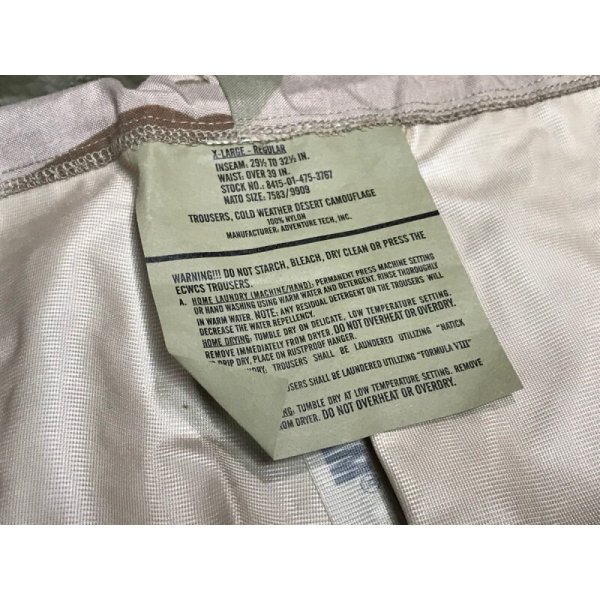 X-LARGE - REGULAR
INSEAM: 29½ TO 32½ IN.
WAIST: OVER 39 IN.
STOCK NO.: 8415-01-475-3767
NATO SIZE: 7583/9909
TROUSERS, COLD WEATHER DESERT CAMOUFLAGE
100% NYLON
MANUFACTURER: ADVENTURE TECH, INC.
WARNING!!! DO NOT STARCH, BLEACH, DRY CLEAN OR PRESS THE
ECWCS TROUSERS.
A. HOME LAUNDRY (MACHINE/HAND): PERMANENT PRESS MACHINE SETTING
OR HAND WASHING USING WARM WATER AND DETERGENT. RINSE THOROUGHLY
IN WARM WATER. NOTE: ANY RESIDUAL DETERGENT ON THE TROUSERS WILL
DECREASE THE WATER REPELLENCY.
HOME DRYING: TUMBLE DRY ON DELICATE, LOW TEMPERATURE SETTING.
REMOVE IMMEDIATELY FROM DRYER. DO NOT OVERHEAT OR OVERDRY.
DRIP DRY, PLACE ON RUSTPROOF HANGER.
TROUSERS SHALL BE LAUNDERED UTILIZING "NATICK
SHALL BE LAUNDERED UTILIZING "FORMULA VIII"
TUMBLE DRY AT LOW TEMPERATURE SETTING. REMOVE
DRYER. DO NOT OVERHEAT OR OVERDRY.